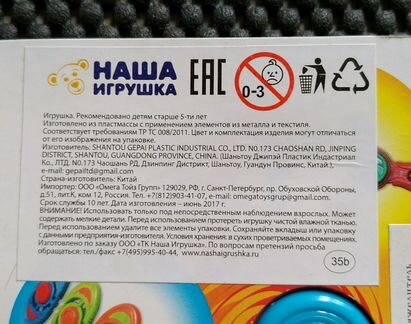 НАША
ИГРУШКА
EAC
0-3
Игрушка. Рекомендовано детям старше 5-ти лет
Изготовлено из пластмассы с применением элементов из металла и текстиля.
Соответствует требованиям ТР ТС 008/2011. Цвет и комплектация изделия могут отличаться
от его изображения на упаковке.
Изготовитель: SHANTOU GEPAI PLASTIC INDUSTRIAL CO., LTD. NO.173 CHAOSHAN RD, JINPING
DISTRICT, SHANTOU, GUANGDONG PROVINCE, CHINA. (Шаньтоу Джипэй Пластик Индастриал
Ко., ЛТД, NO.173 Чаошань РД, Дзинпинг Дистрикт, Шаньтоу, Гуандун Провинс, Китай.),
e-mail: gepailtd@gmail.com
Страна-изготовитель: Китай
Импортер: ООО «Омега Тойз Групп» 129029, РФ, г. Санкт-Петербург, пр. Обуховской Обороны,
д.51, лит.К, ком 12, Россия. Тел. +7(812)903-41-07, e-mail: omegatoysgrup@gmail.com
Срок службы 10 лет. Дата изготовления – июнь 2017 г.
ВНИМАНИЕ! Использовать только под непосредственным наблюдением взрослых. Может
содержать мелкие детали. Перед использованием протереть игрушку чистой влажной тканью.
Перед использованием удалите все элементы упаковки. Сохраните вкладыш или упаковку с
данными предприятия-изготовителя. Условия хранения: в сухих проветриваемых помещениях.
Изготовлено по заказу ООО «ТК Наша Игрушка». По вопросам претензий просьба
обращаться: тел./факс +7(495)995-40-44, www.nashaigrushka.ru
35b